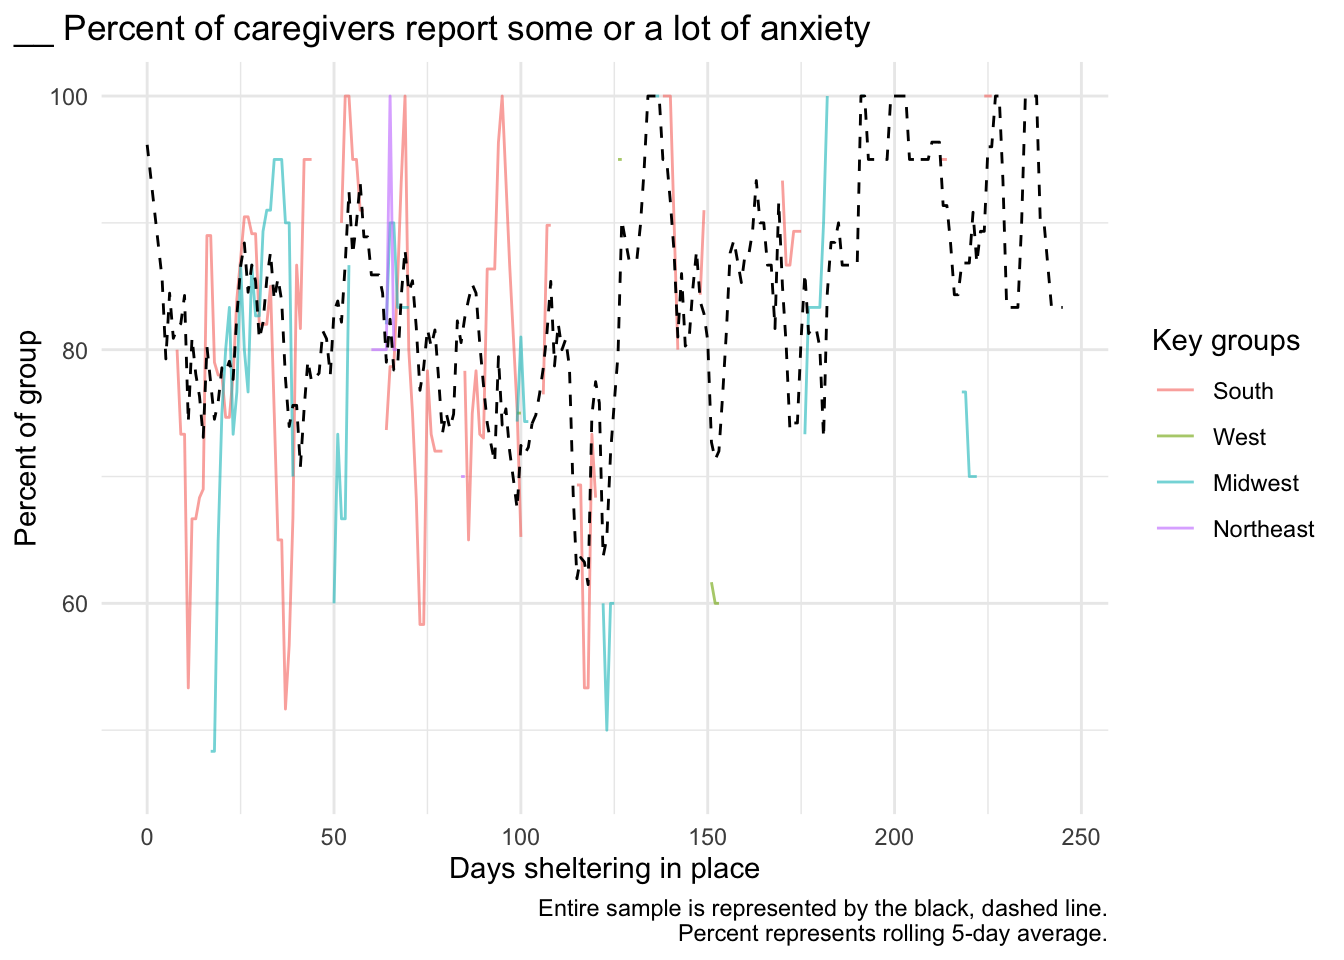 __ Percent of caregivers report some or a lot of anxiety
100
80
60
Percent of group
0 50 100 150 200 250
Days sheltering in place
Key groups
South
West
Midwest
Northeast
Entire sample is represented by the black, dashed line.
Percent represents rolling 5-day average.